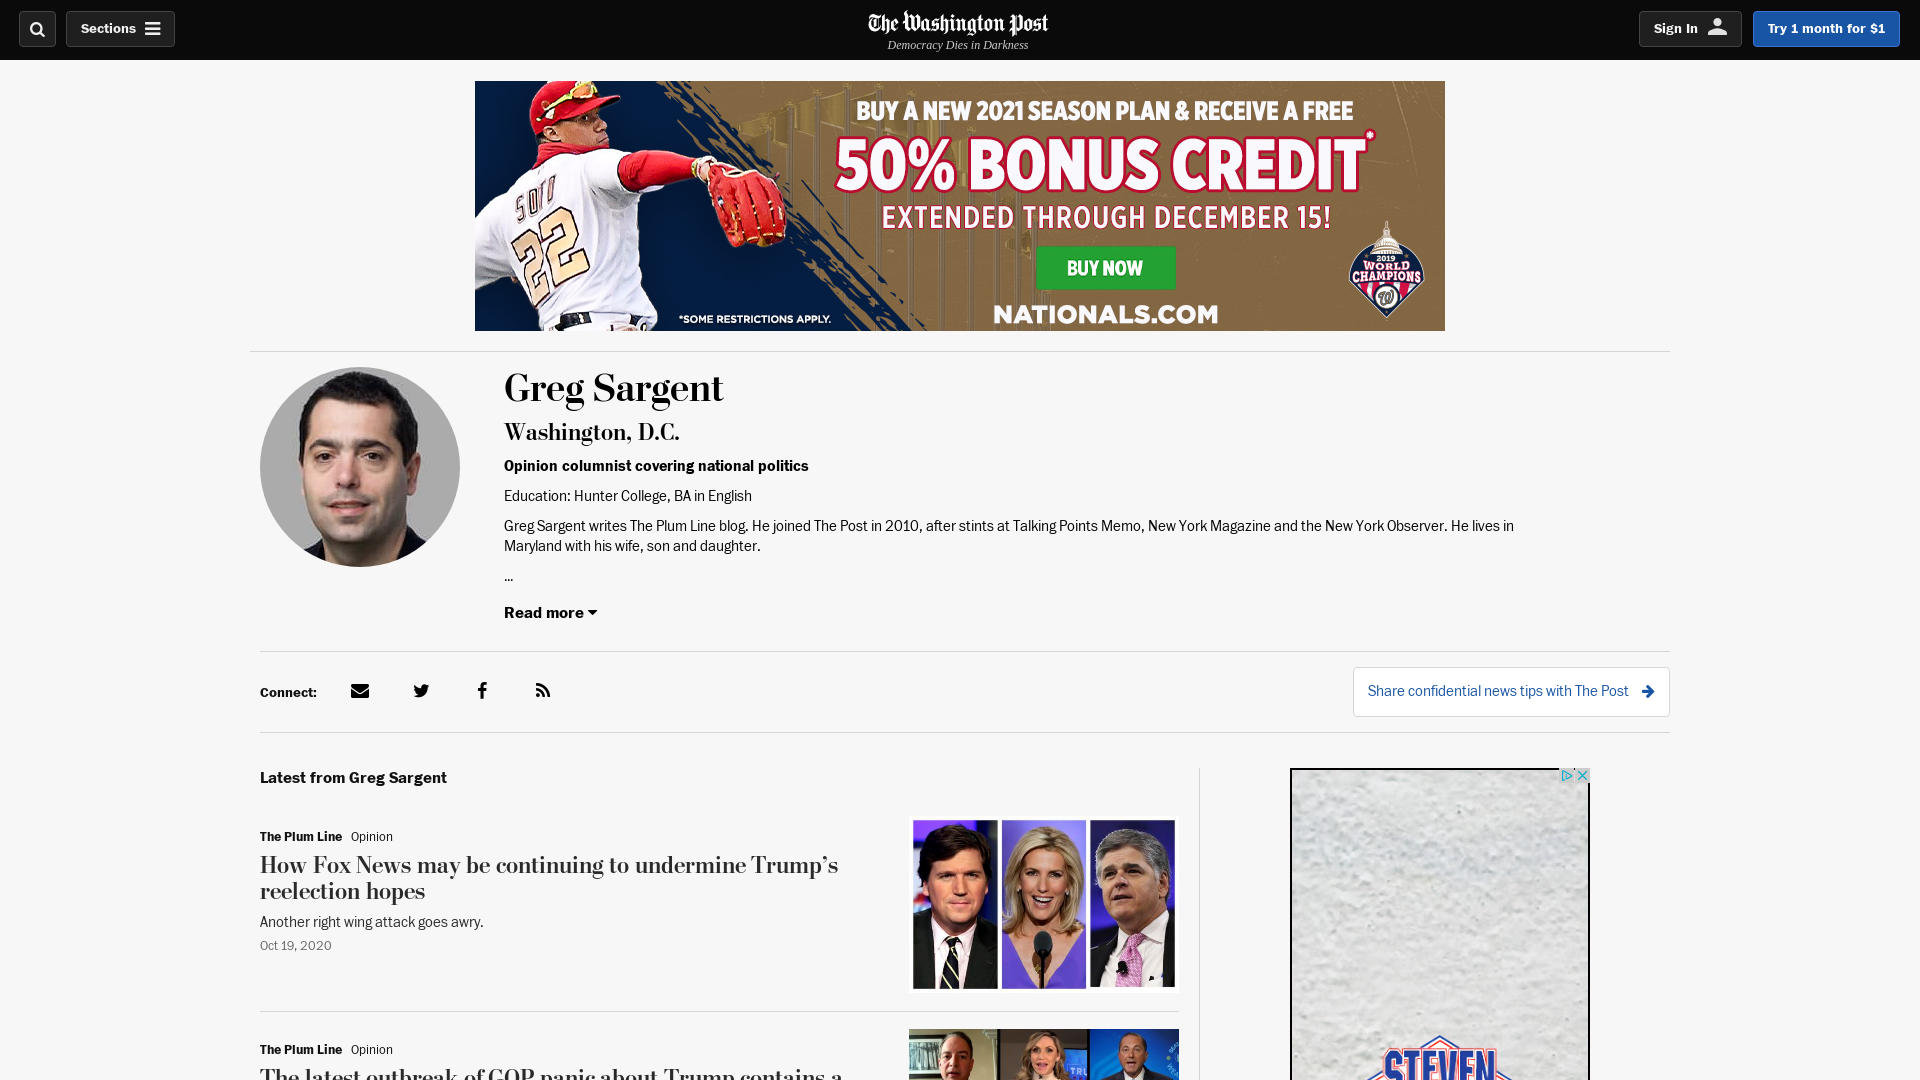 Sections
The Washington Post
Democracy Dies in Darkness
Sign In
Try 1 month for $1
BUY A NEW 2021 SEASON PLAN & RECEIVE A FREE
50% BONUS CREDIT*
EXTENDED THROUGH DECEMBER 15!
BUY NOW
NATIONALS.COM
*SOME RESTRICTIONS APPLY.
SOTO
22
2019
WORLD
CHAMPIONS
W
Greg Sargent
Washington, D.C.
Opinion columnist covering national politics
Education: Hunter College, BA in English
Greg Sargent writes The Plum Line blog. He joined The Post in 2010, after stints at Talking Points Memo, New York Magazine and the New York Observer. He lives in
Maryland with his wife, son and daughter.
...
Read more
Connect:
Share confidential news tips with The Post
Latest from Greg Sargent
The Plum Line Opinion
How Fox News may be continuing to undermine Trump’s
reelection hopes
Another right wing attack goes awry.
Oct 19, 2020
The Plum Line Opinion
The latest outbreak of GOP panic about Trump contains a
STEVEN